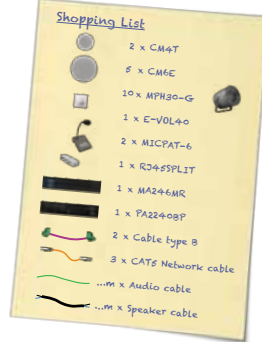 Shopping List
2 x CM4T
5 x CM6E
10 x MPH30-G
1 x E-VOL40
2 x MICPAT-6
1 x RJ45SPLIT
1 x MA246MR
1 x PA2240BP
2 x Cable type B
3 x CAT5 Network cable
...m x Audio cable
...m x Speaker cable